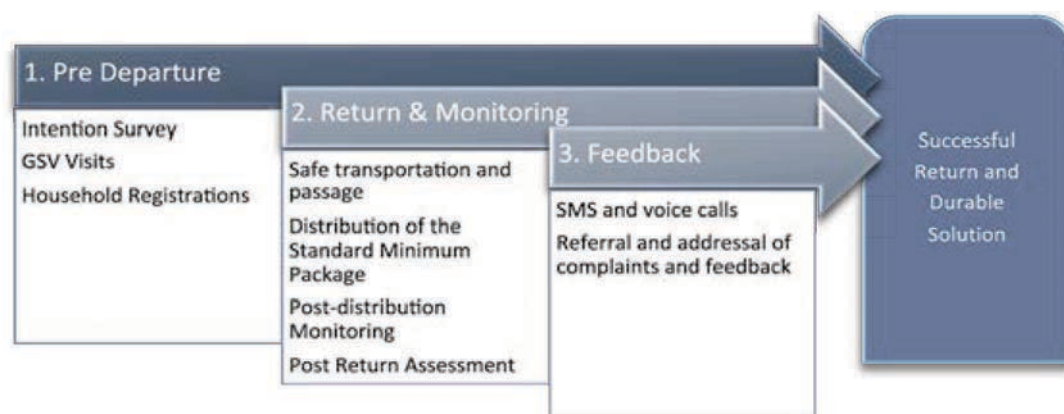 1. Pre Departure
Intention Survey
GSV Visits
Household Registrations
2. Return & Monitoring
Safe transportation and
passage
Distribution of the
Standard Minimum
Package
Post-distribution
Monitoring
Post Return Assessment
3. Feedback
SMS and voice calls
Referral and addressal of
complaints and feedback
Successful
Return and
Durable
Solution